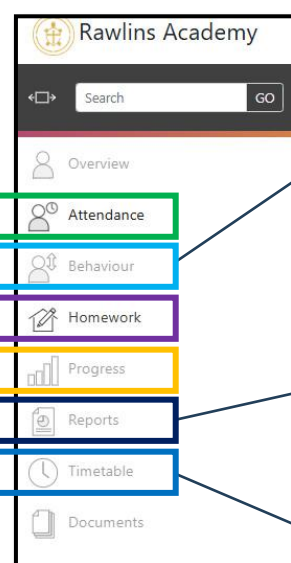 Rawlins Academy
Search GO
Overview
Attendance
Behaviour
Homework
Progress
Reports
Timetable
Documents